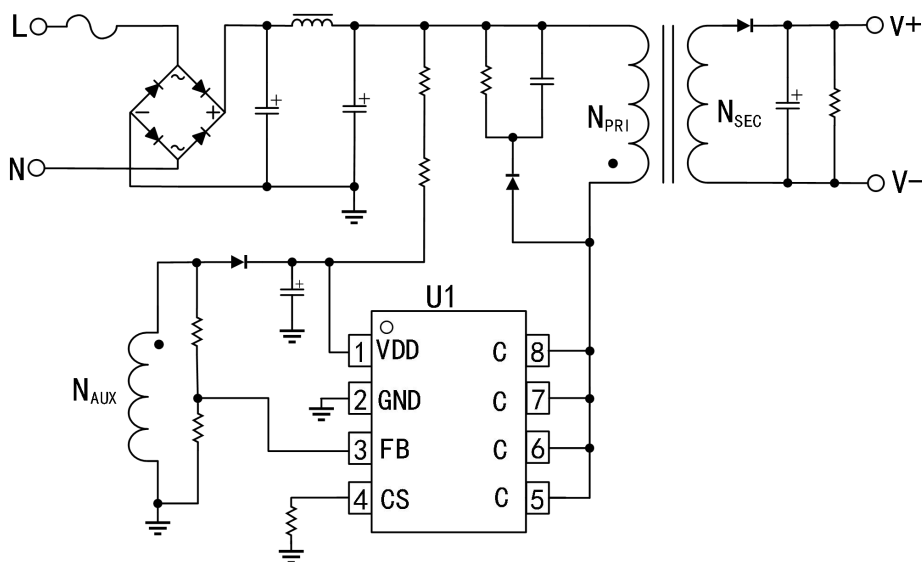 L
V+
N_PRI
N_SEC
N
V-
U1
1 VDD C 8
N_AUX
2 GND C 7
3 FB C 6
4 CS C 5